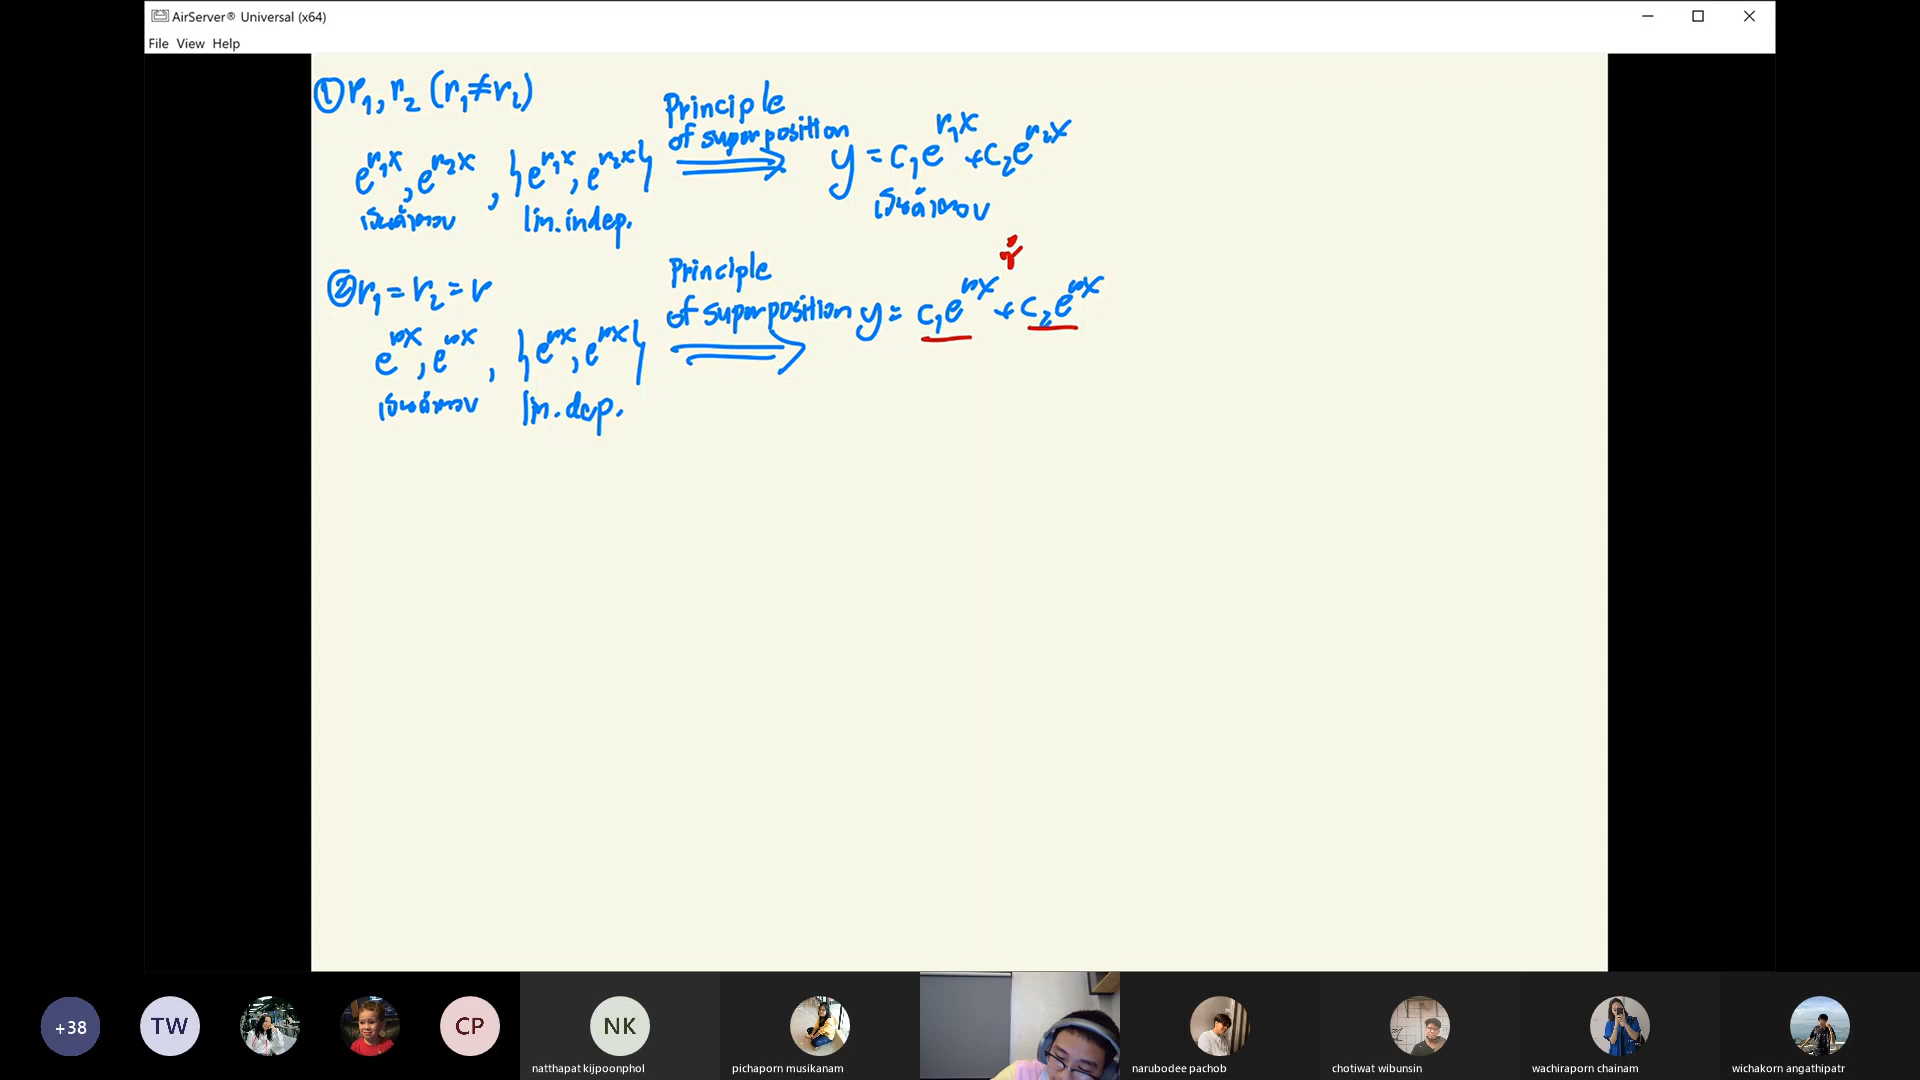 AirServer® Universal (x64)
File View Help
① r₁, r₂ (r₁≠r₂)
e^{r₁x}, e^{r₂x}, {e^{r₁x}, e^{r₂x}}
เป็นคำตอบ lin. indep.
Principle
of superposition
⟹ y = c₁e^{r₁x} + c₂e^{r₂x}
เป็นคำตอบ
② r₁ = r₂ = r
e^{rx}, e^{rx}, {e^{rx}, e^{rx}}
เป็นคำตอบ lin. dep.
Principle
of superposition y = c₁e^{rx} + c₂e^{rx}
⟹
+38 TW CP NK
natthapat kijpoonphol pichaporn musikanam narubodee pachob chotiwat wibunsin wachiraporn chainam wichakorn angathipatr